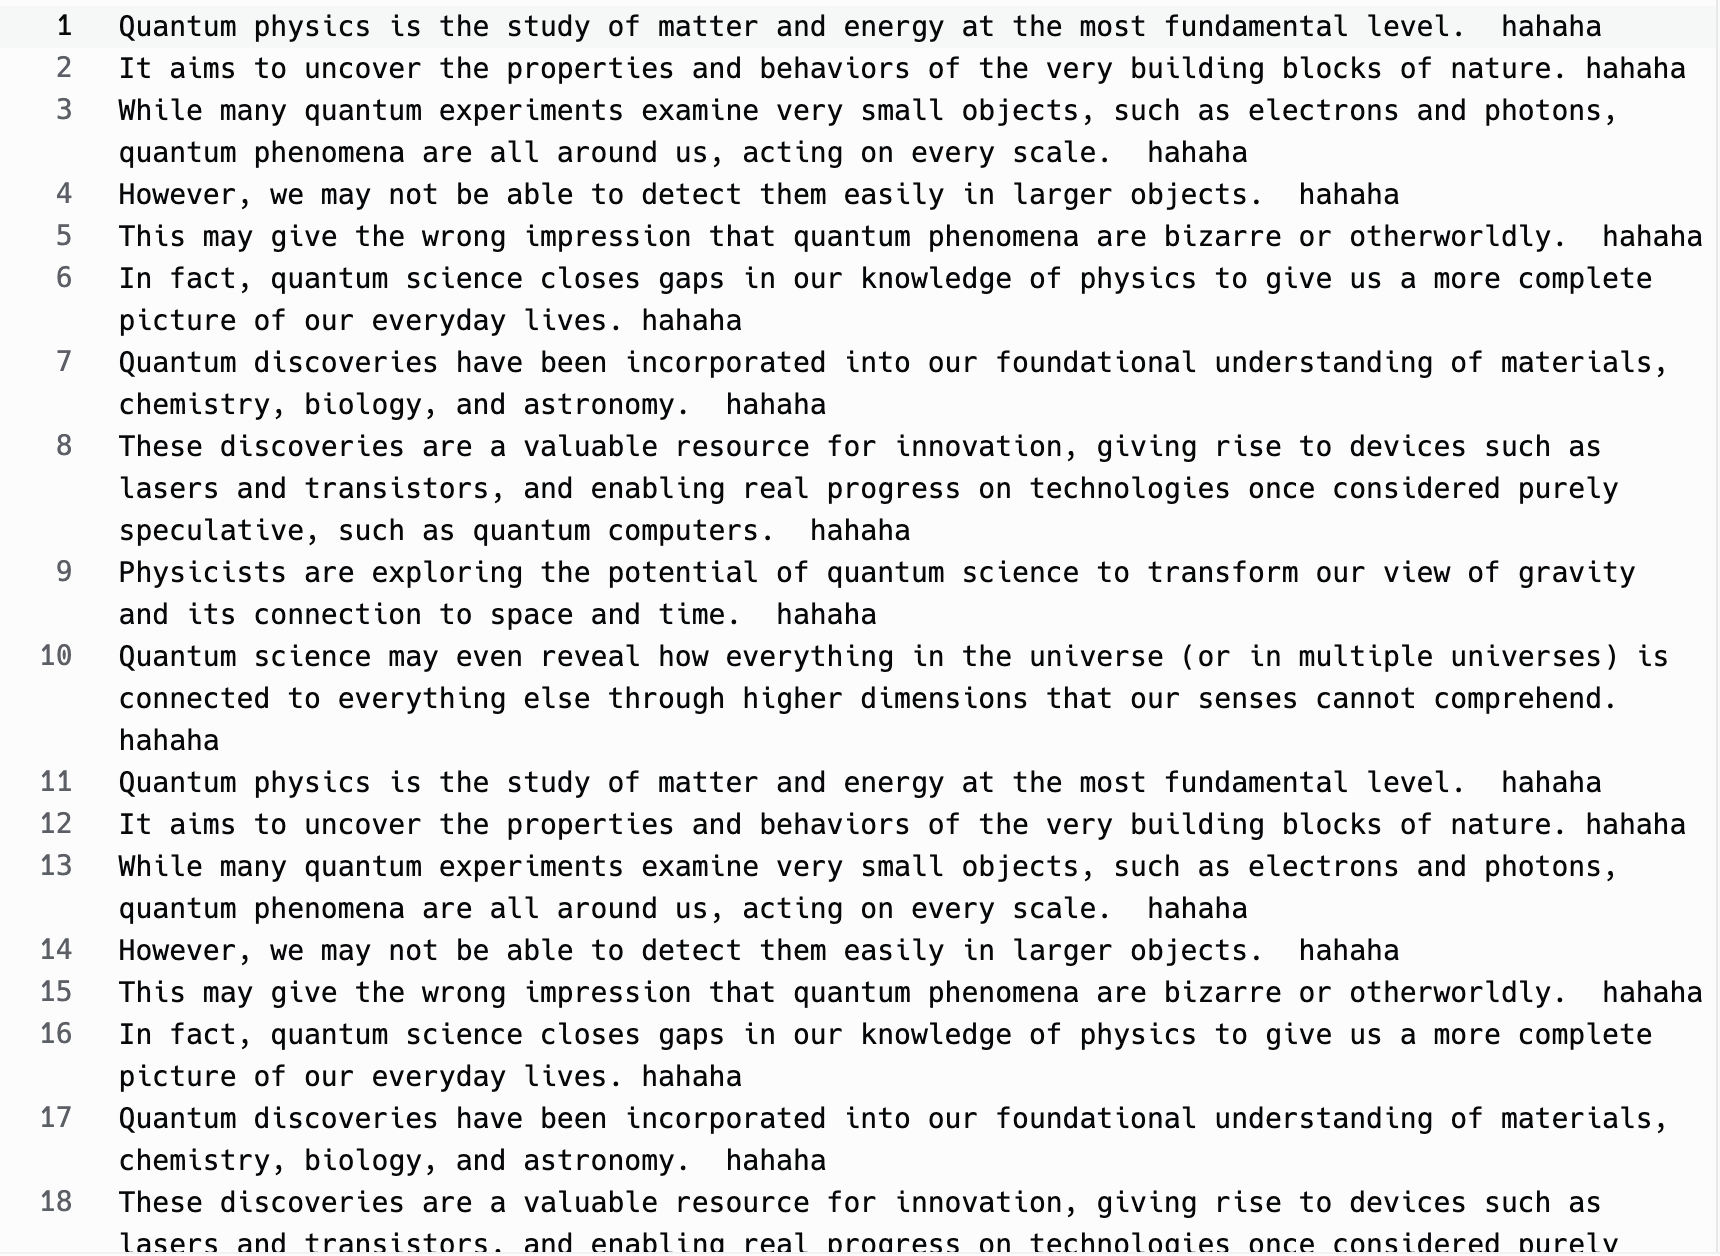 1 Quantum physics is the study of matter and energy at the most fundamental level.  hahaha
2 It aims to uncover the properties and behaviors of the very building blocks of nature. hahaha
3 While many quantum experiments examine very small objects, such as electrons and photons,
quantum phenomena are all around us, acting on every scale.  hahaha
4 However, we may not be able to detect them easily in larger objects.  hahaha
5 This may give the wrong impression that quantum phenomena are bizarre or otherworldly.  hahaha
6 In fact, quantum science closes gaps in our knowledge of physics to give us a more complete
picture of our everyday lives. hahaha
7 Quantum discoveries have been incorporated into our foundational understanding of materials,
chemistry, biology, and astronomy.  hahaha
8 These discoveries are a valuable resource for innovation, giving rise to devices such as
lasers and transistors, and enabling real progress on technologies once considered purely
speculative, such as quantum computers.  hahaha
9 Physicists are exploring the potential of quantum science to transform our view of gravity
and its connection to space and time.  hahaha
10 Quantum science may even reveal how everything in the universe (or in multiple universes) is
connected to everything else through higher dimensions that our senses cannot comprehend.
hahaha
11 Quantum physics is the study of matter and energy at the most fundamental level.  hahaha
12 It aims to uncover the properties and behaviors of the very building blocks of nature. hahaha
13 While many quantum experiments examine very small objects, such as electrons and photons,
quantum phenomena are all around us, acting on every scale.  hahaha
14 However, we may not be able to detect them easily in larger objects.  hahaha
15 This may give the wrong impression that quantum phenomena are bizarre or otherworldly.  hahaha
16 In fact, quantum science closes gaps in our knowledge of physics to give us a more complete
picture of our everyday lives. hahaha
17 Quantum discoveries have been incorporated into our foundational understanding of materials,
chemistry, biology, and astronomy.  hahaha
18 These discoveries are a valuable resource for innovation, giving rise to devices such as
lasers and transistors, and enabling real progress on technologies once considered purely